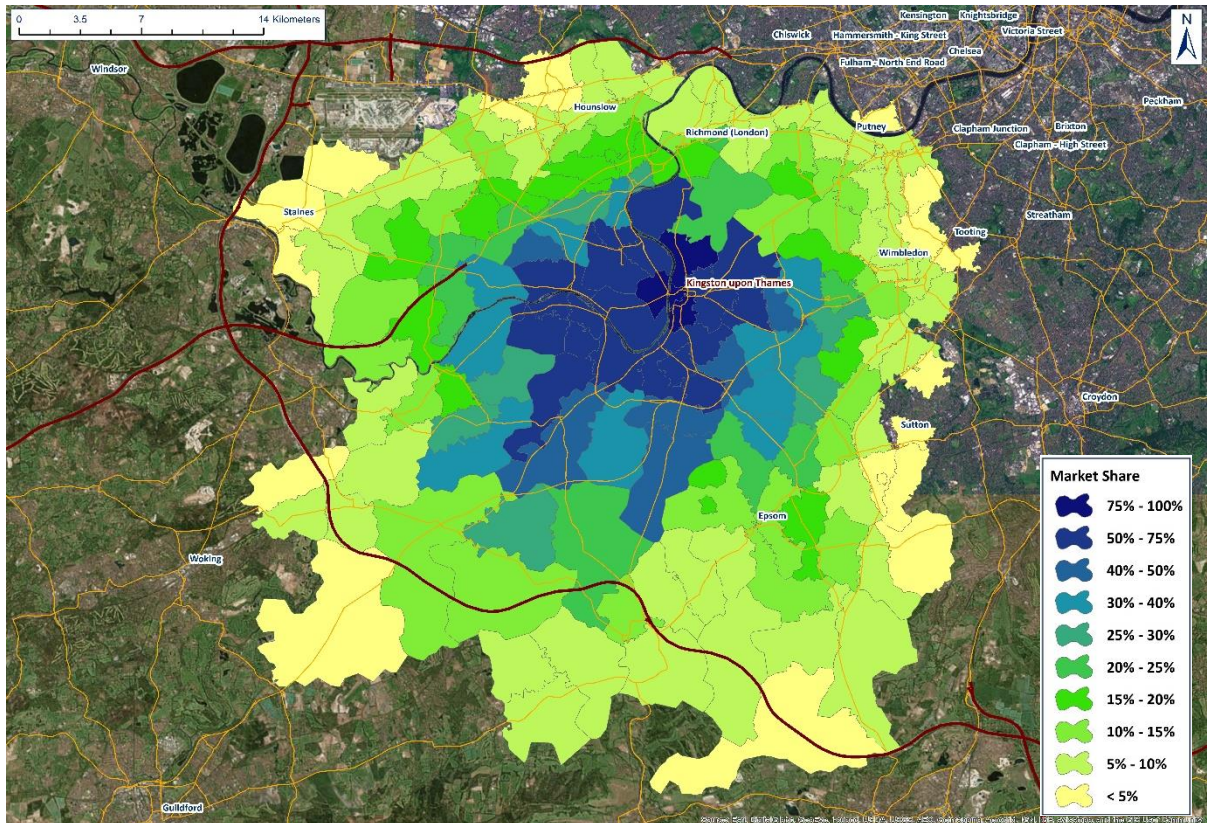 0 3.5 7 14 Kilometers
N
Kensington
Knightsbridge
Chiswick
Hammersmith - King Street
Victoria Street
Chelsea
Fulham - North End Road
Windsor
Peckham
Hounslow
Putney
Brixton
Richmond (London)
Clapham Junction
Clapham - High Street
Staines
Streatham
Tooting
Wimbledon
Kingston upon Thames
Croydon
Sutton
Epsom
Woking
Guildford
Market Share
75% - 100%
50% - 75%
40% - 50%
30% - 40%
25% - 30%
20% - 25%
15% - 20%
10% - 15%
5% - 10%
< 5%